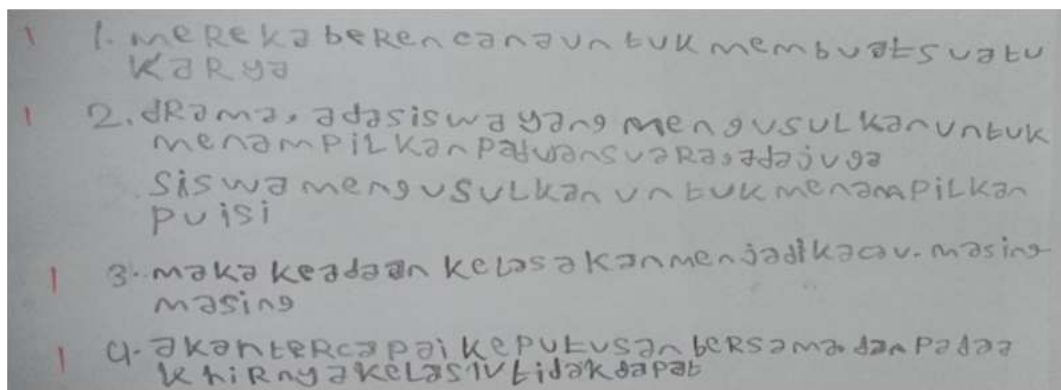 1 1. meReka beRencana untuk membuat suatu
KaRya
1 2. dRama, ada siswa yang mengusuLkan untuk
menampiLkan paduan suaRa, ada juga
siswa mengusuLkan untuk menampiLkan
puisi
1 3. maka keadaan keLas akan menjadi kacau. masing
masing
1 4. akan teRcapai keputusan beRsama dan pada a
khiRnya keLas IV tidak dapat